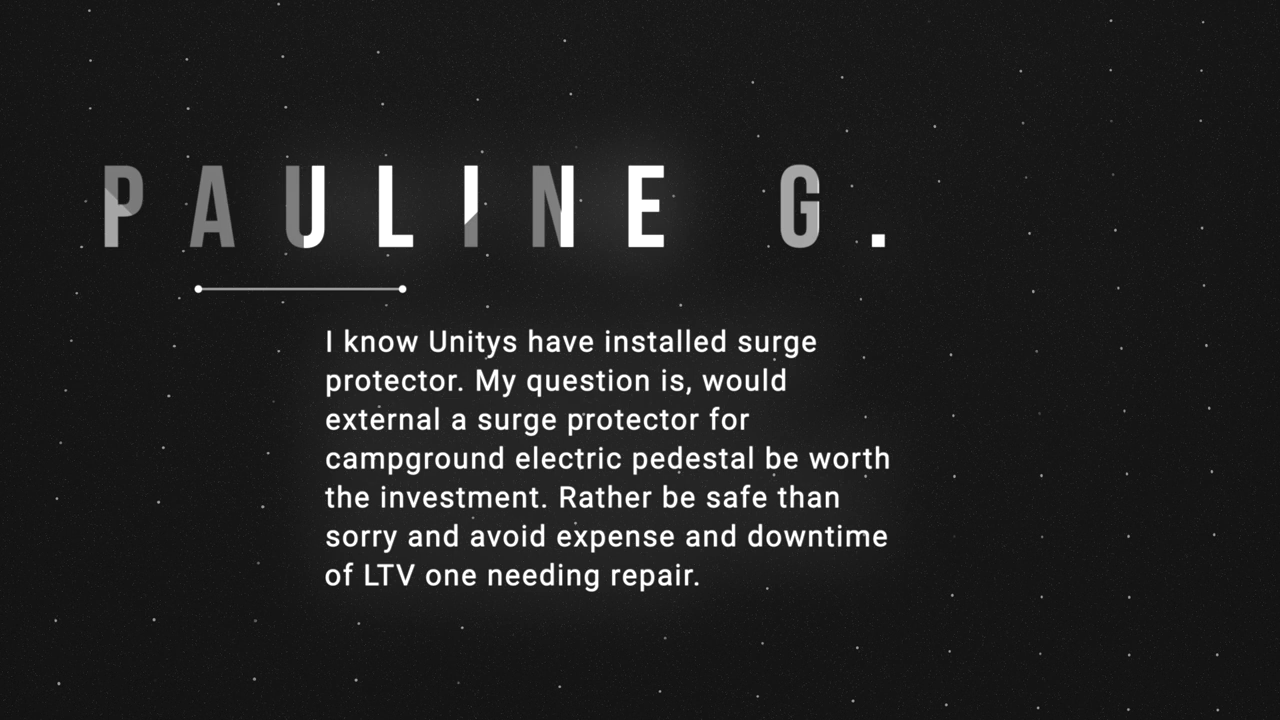 PAULINE G.
I know Unitys have installed surge
protector. My question is, would
external a surge protector for
campground electric pedestal be worth
the investment. Rather be safe than
sorry and avoid expense and downtime
of LTV one needing repair.